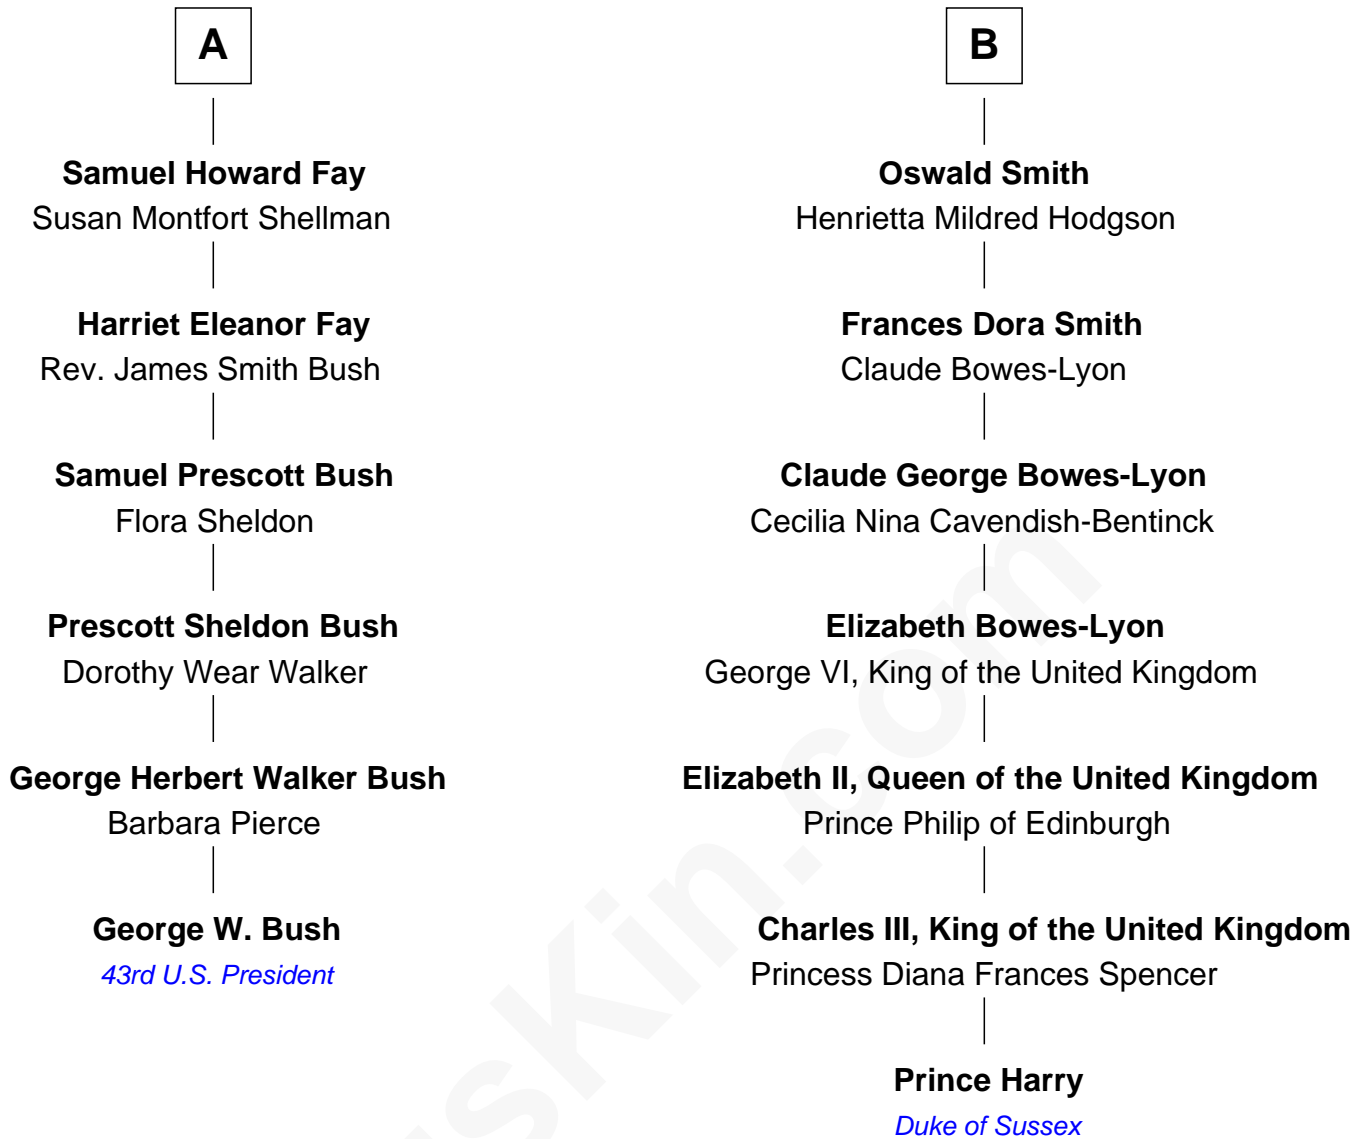 A
Samuel Howard Fay
Susan Montfort Shellman
Harriet Eleanor Fay
Rev. James Smith Bush
Samuel Prescott Bush
Flora Sheldon
Prescott Sheldon Bush
Dorothy Wear Walker
George Herbert Walker Bush
Barbara Pierce
George W. Bush
43rd U.S. President
B
Oswald Smith
Henrietta Mildred Hodgson
Frances Dora Smith
Claude Bowes-Lyon
Claude George Bowes-Lyon
Cecilia Nina Cavendish-Bentinck
Elizabeth Bowes-Lyon
George VI, King of the United Kingdom
Elizabeth II, Queen of the United Kingdom
Prince Philip of Edinburgh
Charles III, King of the United Kingdom
Princess Diana Frances Spencer
Prince Harry
Duke of Sussex
usKin.com